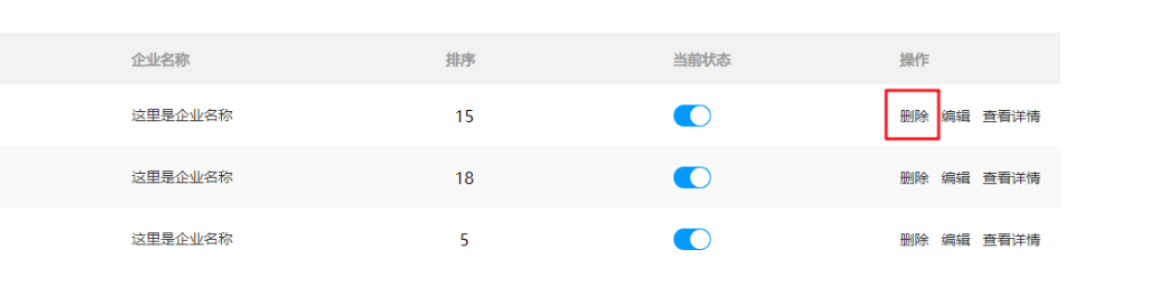 企业名称 排序 当前状态 操作
这里是企业名称 15 删除 编辑 查看详情
这里是企业名称 18 删除 编辑 查看详情
这里是企业名称 5 删除 编辑 查看详情